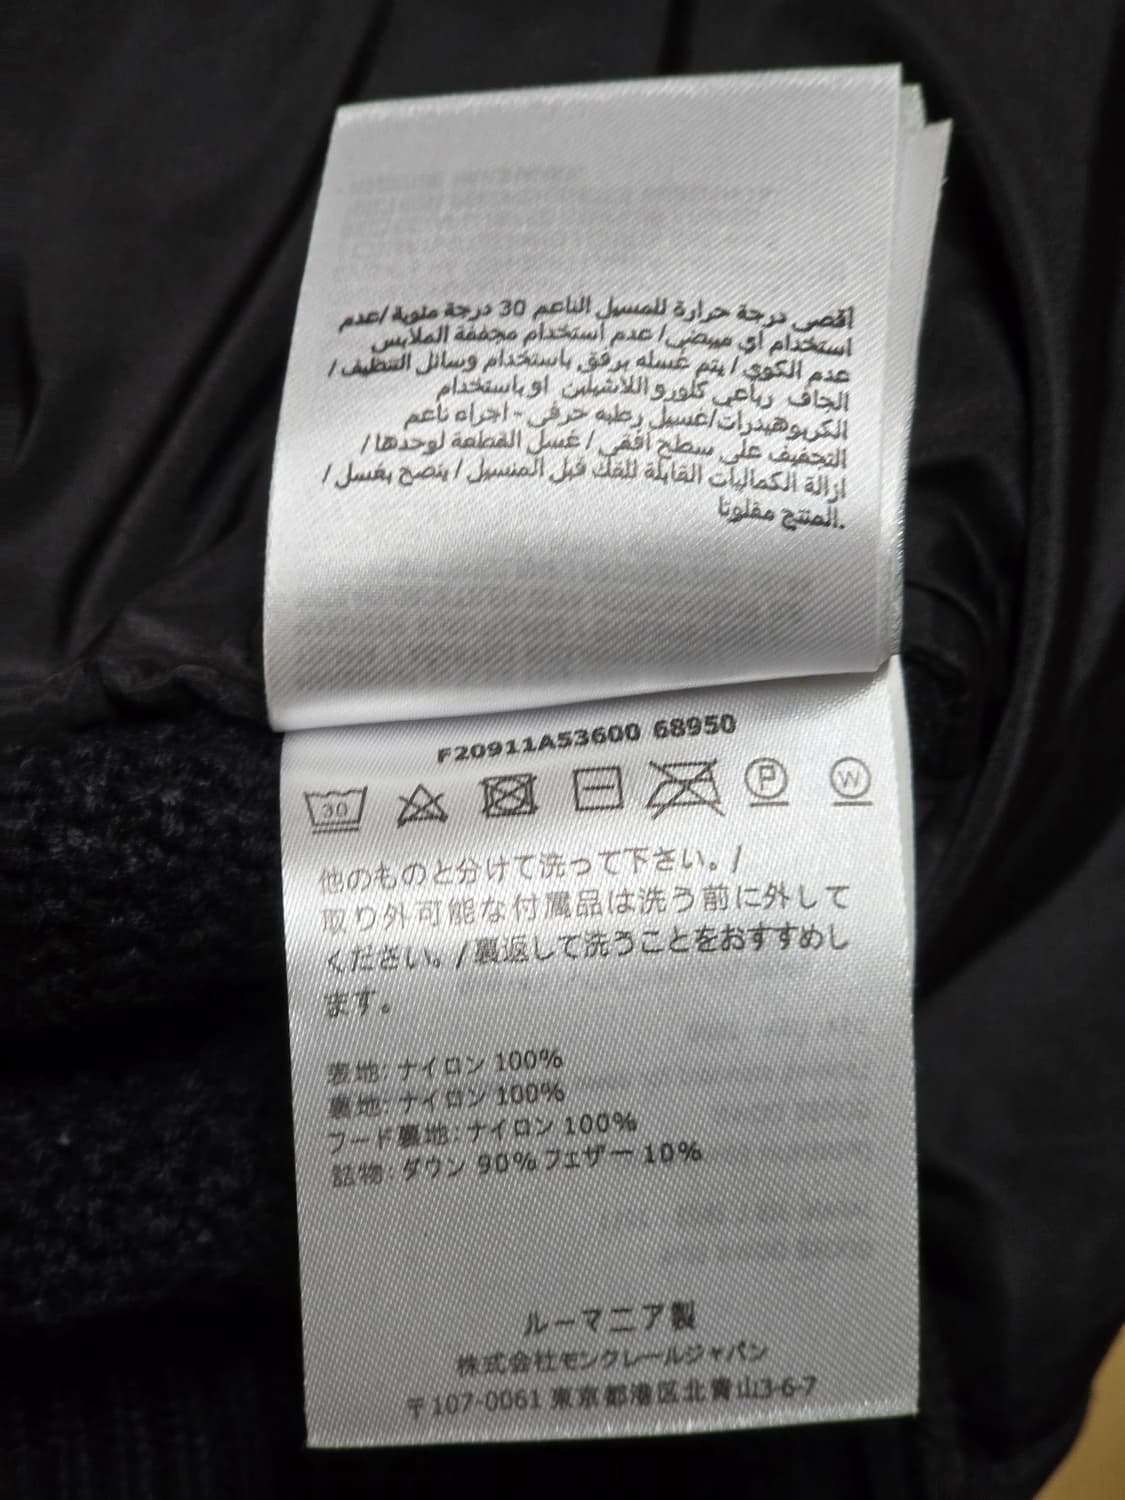 أقصى درجة حرارة للمسيل الناعم 30 درجة مئوية/عدم
استخدام أي مبيض/عدم استخدام مجففة الملابس
عدم الكوي/يتم غسله برفق باستخدام وسائل التنظيف/
الجاف رباعي كلورو اللاشيلين او باستخدام
الكربوهيدرات/غسيل رطبه حرفي - اجراء ناعم
التجفيف على سطح أفقي/غسل القطعة لوحدها/
ازالة الكماليات القابلة للفك قبل المنسيل/ينصح بغسل/
.المنتج مقلوبًا
F20911A53600 68950
30
P
W
他のものと分けて洗って下さい。/
取り外可能な付属品は洗う前に外して
ください。/裏返して洗うことをおすすめし
ます。
表地:ナイロン 100%
裏地:ナイロン 100%
フード裏地:ナイロン 100%
詰物:ダウン 90% フェザー 10%
ルーマニア製
株式会社モンクレールジャパン
〒107-0061 東京都港区北青山3-6-7